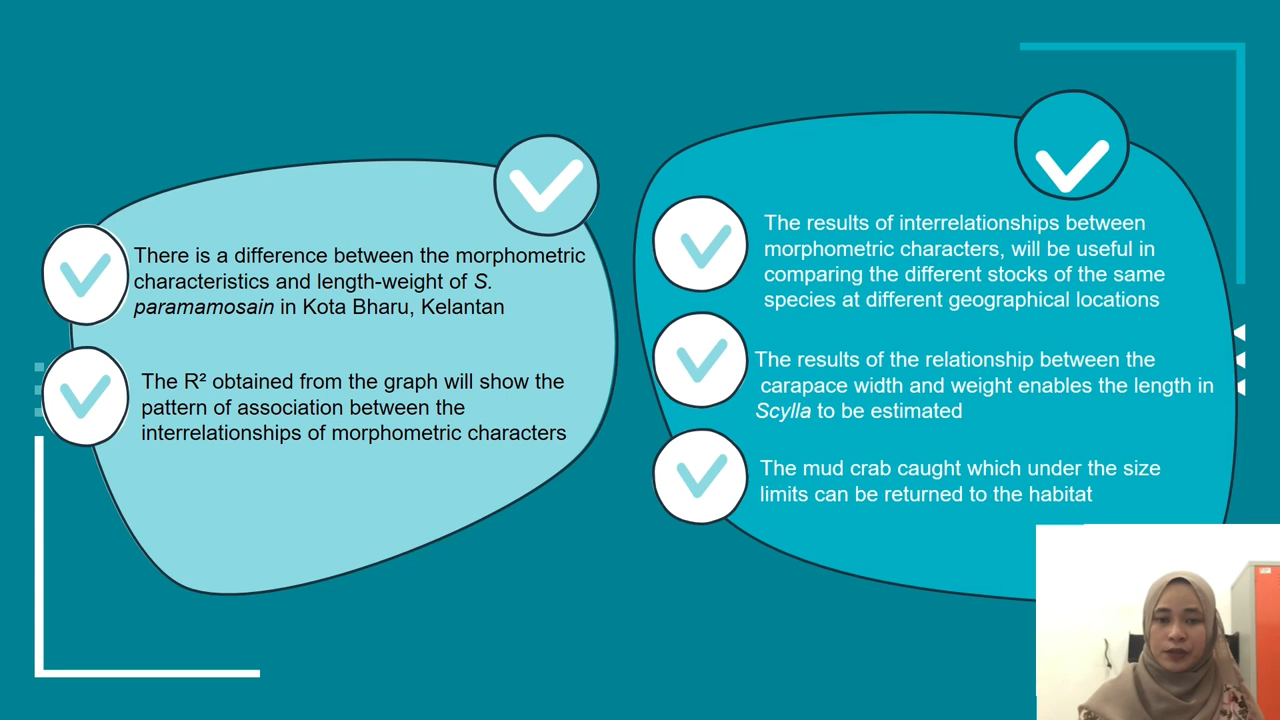 There is a difference between the morphometric
characteristics and length-weight of S.
paramamosain in Kota Bharu, Kelantan
The R² obtained from the graph will show the
pattern of association between the
interrelationships of morphometric characters
The results of interrelationships between
morphometric characters, will be useful in
comparing the different stocks of the same
species at different geographical locations
The results of the relationship between the
carapace width and weight enables the length in
Scylla to be estimated
The mud crab caught which under the size
limits can be returned to the habitat